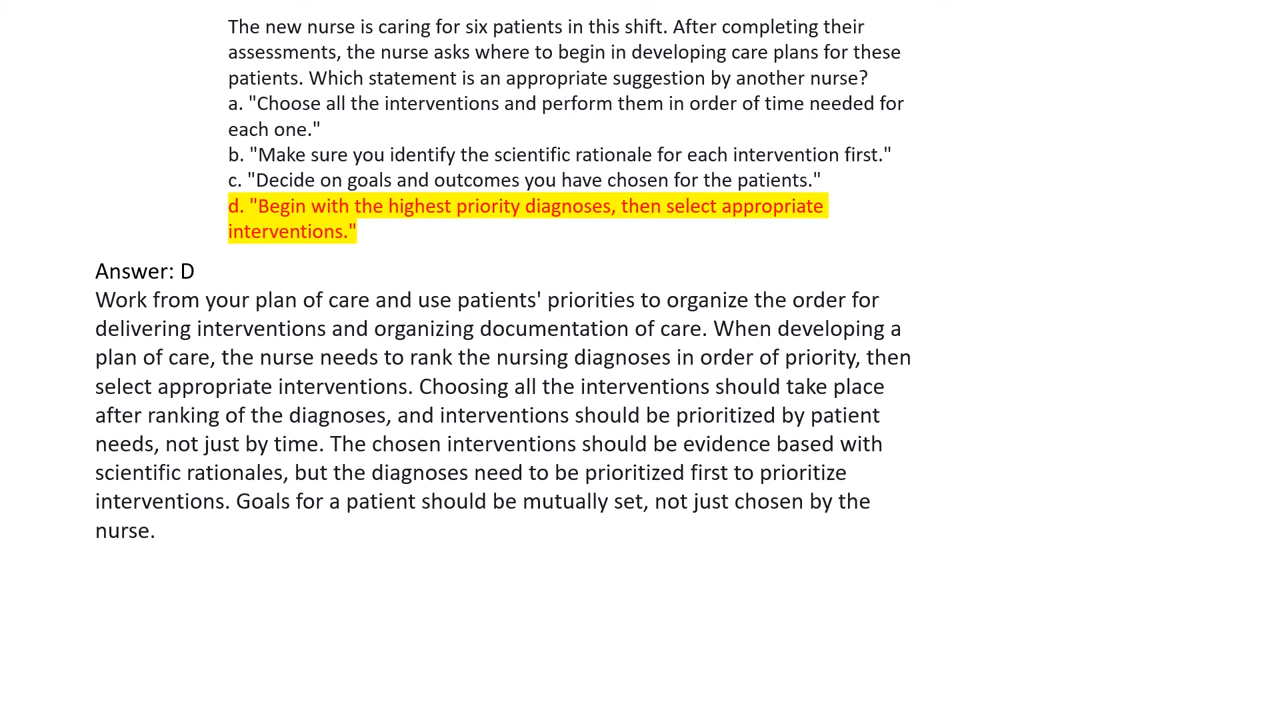 The new nurse is caring for six patients in this shift. After completing their
assessments, the nurse asks where to begin in developing care plans for these
patients. Which statement is an appropriate suggestion by another nurse?
a. "Choose all the interventions and perform them in order of time needed for
each one."
b. "Make sure you identify the scientific rationale for each intervention first."
c. "Decide on goals and outcomes you have chosen for the patients."
d. "Begin with the highest priority diagnoses, then select appropriate
interventions."
Answer: D
Work from your plan of care and use patients' priorities to organize the order for
delivering interventions and organizing documentation of care. When developing a
plan of care, the nurse needs to rank the nursing diagnoses in order of priority, then
select appropriate interventions. Choosing all the interventions should take place
after ranking of the diagnoses, and interventions should be prioritized by patient
needs, not just by time. The chosen interventions should be evidence based with
scientific rationales, but the diagnoses need to be prioritized first to prioritize
interventions. Goals for a patient should be mutually set, not just chosen by the
nurse.